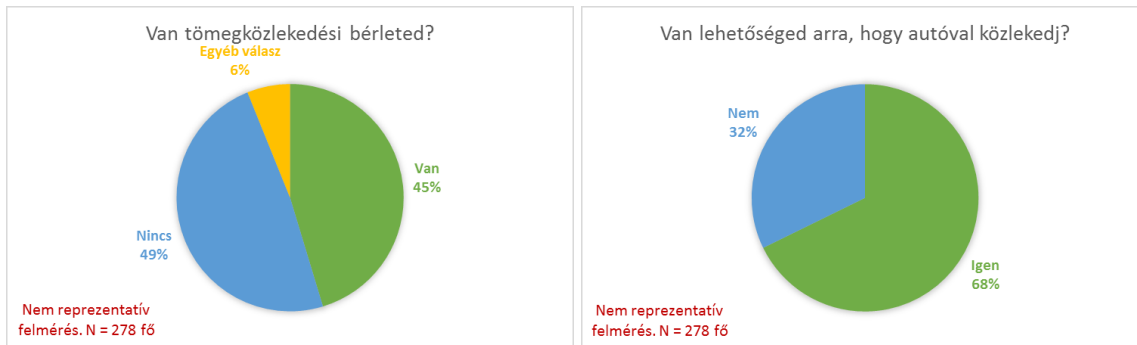 Van tömegközlekedési bérleted?
Egyéb válasz
6%
Van
45%
Nincs
49%
Nem reprezentatív
felmérés. N = 278 fő
Van lehetőséged arra, hogy autóval közlekedj?
Nem
32%
Igen
68%
Nem reprezentatív
felmérés. N = 278 fő